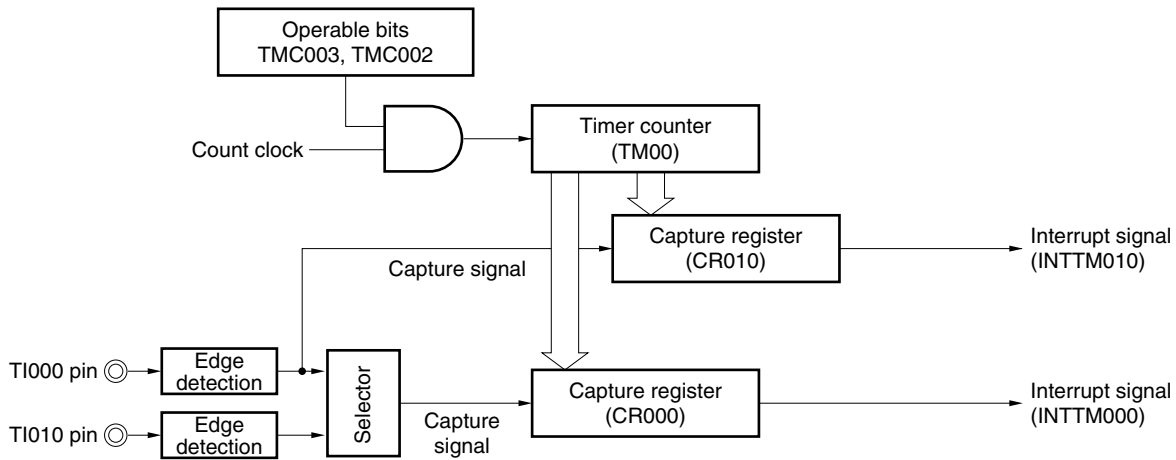 Operable bits
TMC003, TMC002
Count clock
Timer counter
(TM00)
Capture register
(CR010)
Interrupt signal
(INTTM010)
Capture signal
TI000 pin
Edge
detection
Selector
Capture register
(CR000)
Interrupt signal
(INTTM000)
TI010 pin
Edge
detection
Capture
signal